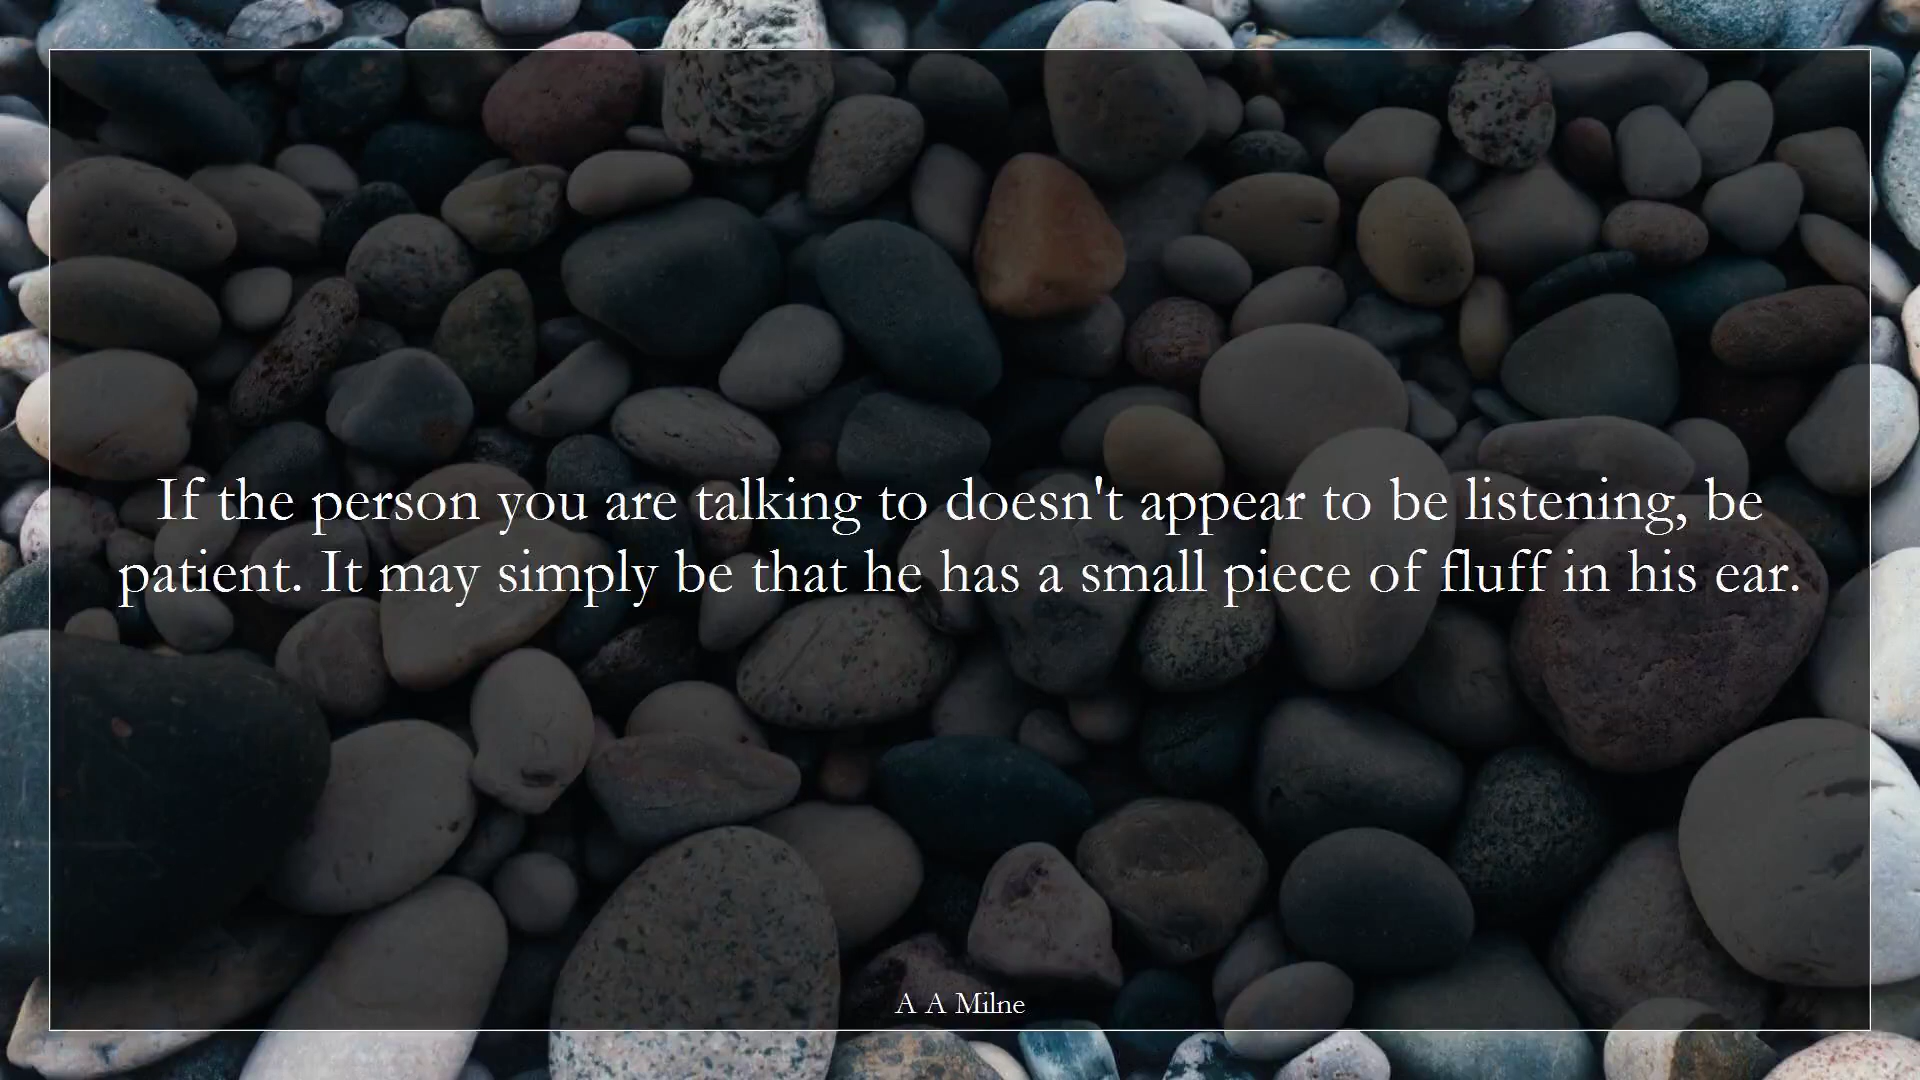 If the person you are talking to doesn't appear to be listening, be
patient. It may simply be that he has a small piece of fluff in his ear.
A A Milne